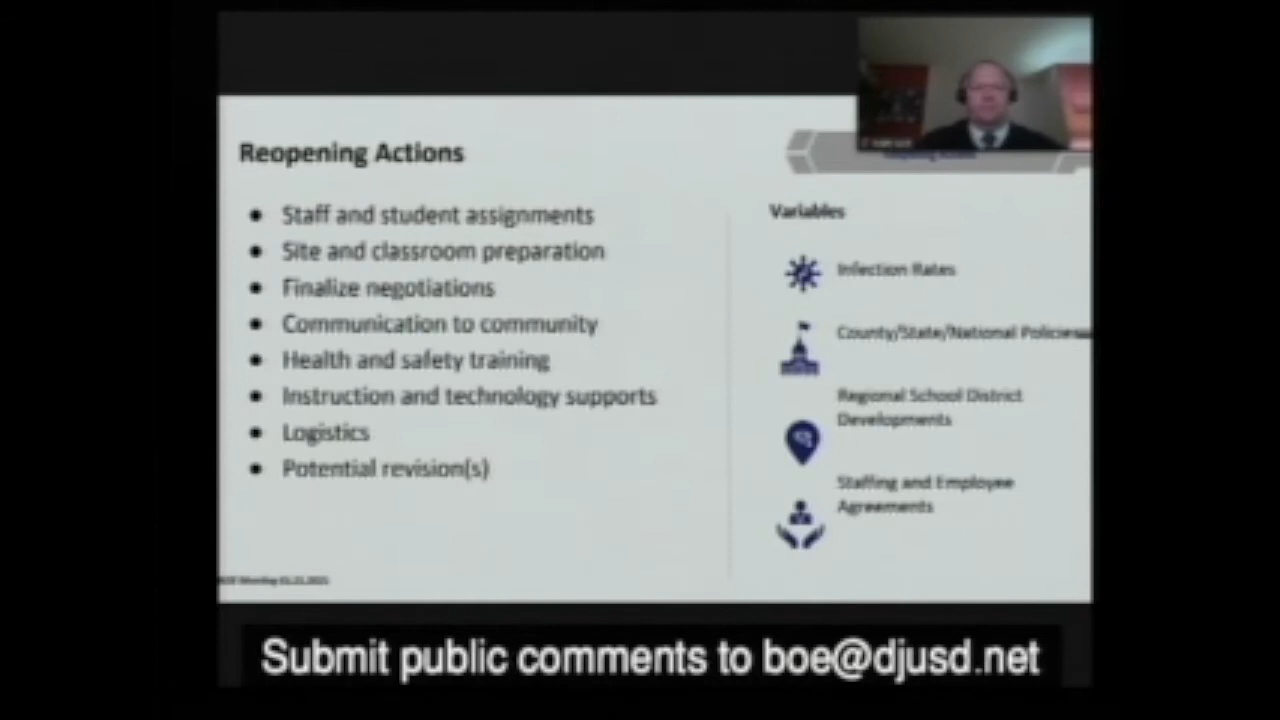 Reopening Actions
● Staff and student assignments
● Site and classroom preparation
● Finalize negotiations
● Communication to community
● Health and safety training
● Instruction and technology supports
● Logistics
● Potential revision(s)
Variables
Infection Rates
County/State/National Policies
Regional School District
Developments
Staffing and Employee
Agreements
Submit public comments to boe@djusd.net